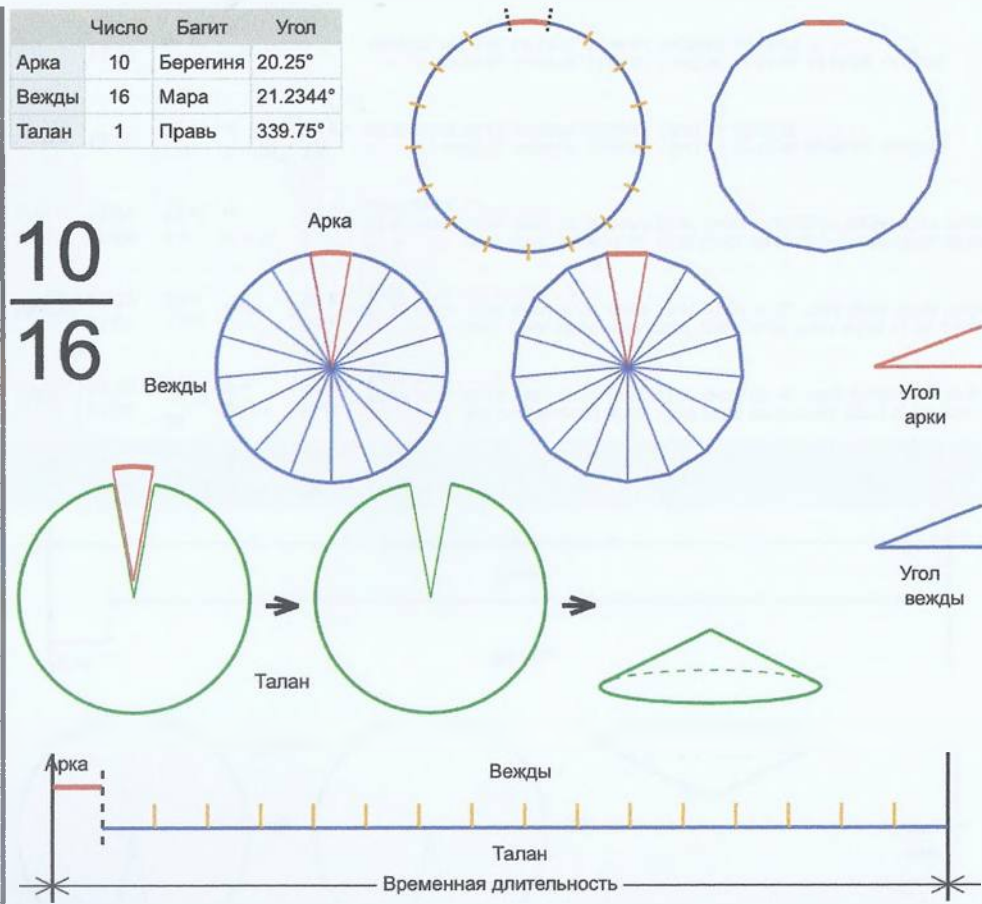 Число Багит Угол
Арка 10 Берегиня 20.25°
Вежды 16 Мара 21.2344°
Талан 1 Правь 339.75°
10
16
Арка
Вежды
Угол
арки
Угол
вежды
Талан
Арка
Вежды
Талан
Временная длительность